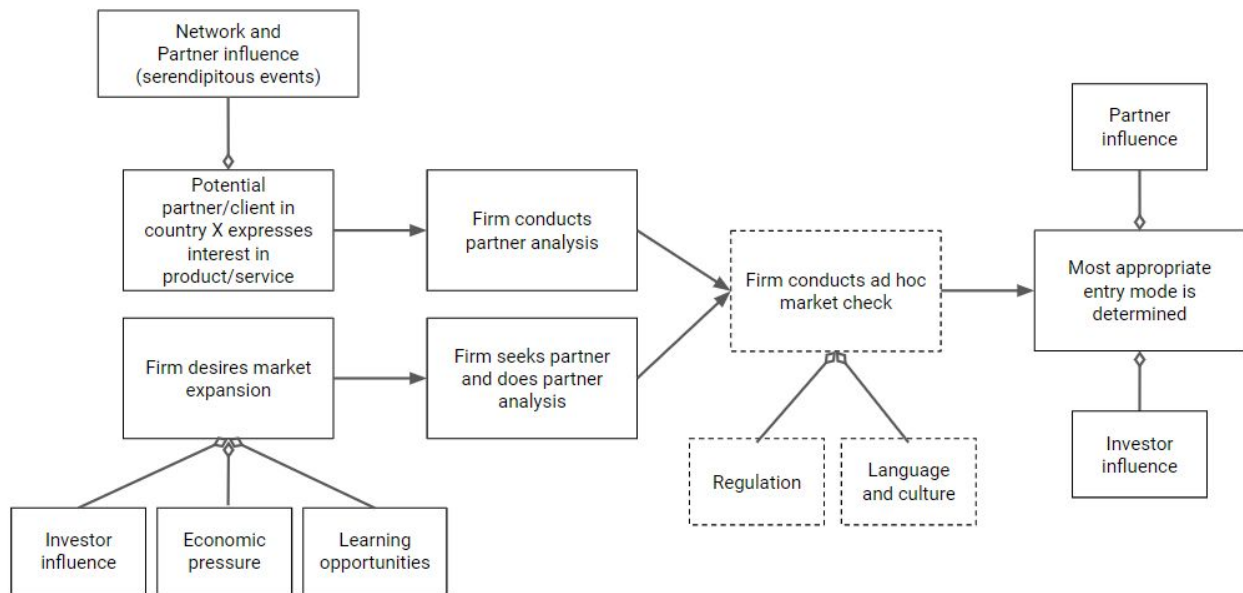 Network and
Partner influence
(serendipitous events)
Partner
influence
Potential
partner/client in
country X expresses
interest in
product/service
Firm conducts
partner analysis
Firm conducts ad hoc
market check
Most appropriate
entry mode is
determined
Firm desires market
expansion
Firm seeks partner
and does partner
analysis
Regulation
Language
and culture
Investor
influence
Investor
influence
Economic
pressure
Learning
opportunities